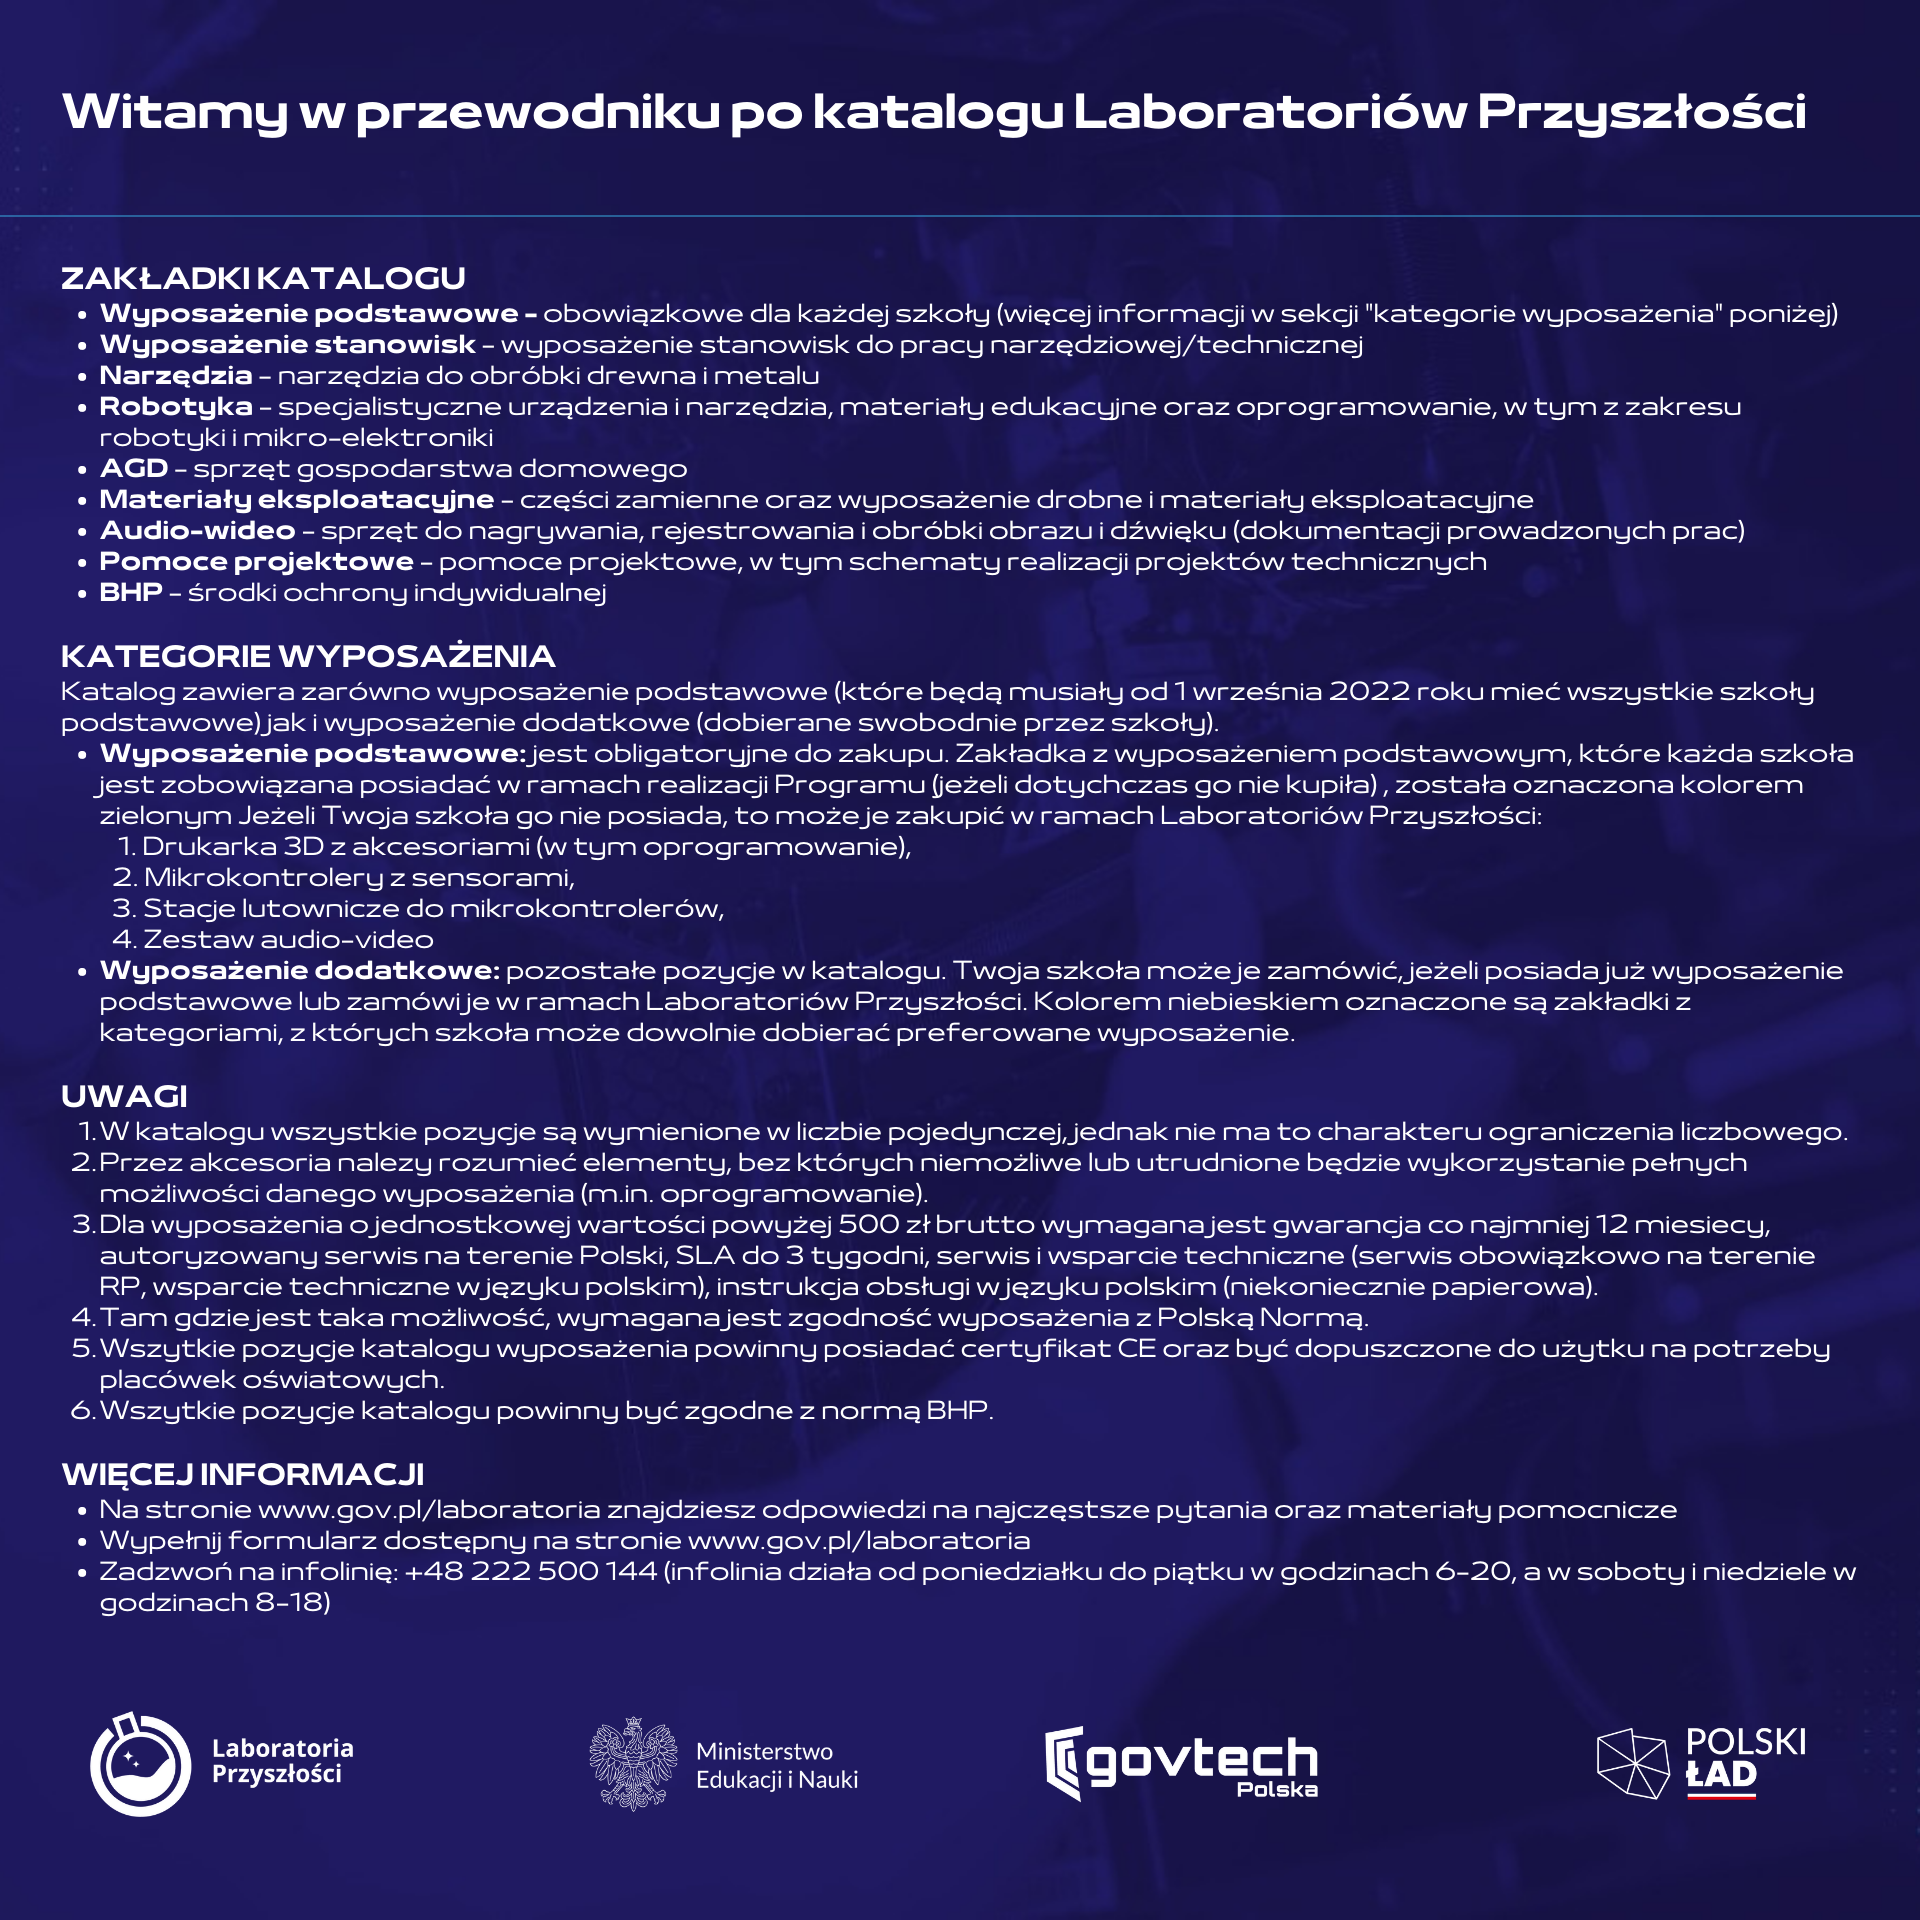 Witamy w przewodniku po katalogu Laboratoriów Przyszłości
ZAKŁADKI KATALOGU
• Wyposażenie podstawowe - obowiązkowe dla każdej szkoły (więcej informacji w sekcji "kategorie wyposażenia" poniżej)
• Wyposażenie stanowisk - wyposażenie stanowisk do pracy narzędziowej/technicznej
• Narzędzia - narzędzia do obróbki drewna i metalu
• Robotyka - specjalistyczne urządzenia i narzędzia, materiały edukacyjne oraz oprogramowanie, w tym z zakresu
robotyki i mikro-elektroniki
• AGD - sprzęt gospodarstwa domowego
• Materiały eksploatacyjne - części zamienne oraz wyposażenie drobne i materiały eksploatacyjne
• Audio-wideo - sprzęt do nagrywania, rejestrowania i obróbki obrazu i dźwięku (dokumentacji prowadzonych prac)
• Pomoce projektowe - pomoce projektowe, w tym schematy realizacji projektów technicznych
• BHP - środki ochrony indywidualnej
KATEGORIE WYPOSAŻENIA
Katalog zawiera zarówno wyposażenie podstawowe (które będą musiały od 1 września 2022 roku mieć wszystkie szkoły
podstawowe) jak i wyposażenie dodatkowe (dobierane swobodnie przez szkoły).
• Wyposażenie podstawowe: jest obligatoryjne do zakupu. Zakładka z wyposażeniem podstawowym, które każda szkoła
jest zobowiązana posiadać w ramach realizacji Programu (jeżeli dotychczas go nie kupiła) , została oznaczona kolorem
zielonym Jeżeli Twoja szkoła go nie posiada, to może je zakupić w ramach Laboratoriów Przyszłości:
1. Drukarka 3D z akcesoriami (w tym oprogramowanie),
2. Mikrokontrolery z sensorami,
3. Stacje lutownicze do mikrokontrolerów,
4. Zestaw audio-video
• Wyposażenie dodatkowe: pozostałe pozycje w katalogu. Twoja szkoła może je zamówić, jeżeli posiada już wyposażenie
podstawowe lub zamówi je w ramach Laboratoriów Przyszłości. Kolorem niebieskiem oznaczone są zakładki z
kategoriami, z których szkoła może dowolnie dobierać preferowane wyposażenie.
UWAGI
1. W katalogu wszystkie pozycje są wymienione w liczbie pojedynczej, jednak nie ma to charakteru ograniczenia liczbowego.
2. Przez akcesoria nalezy rozumieć elementy, bez których niemożliwe lub utrudnione będzie wykorzystanie pełnych
możliwości danego wyposażenia (m.in. oprogramowanie).
3. Dla wyposażenia o jednostkowej wartości powyżej 500 zł brutto wymagana jest gwarancja co najmniej 12 miesiecy,
autoryzowany serwis na terenie Polski, SLA do 3 tygodni, serwis i wsparcie techniczne (serwis obowiązkowo na terenie
RP, wsparcie techniczne w języku polskim), instrukcja obsługi w języku polskim (niekoniecznie papierowa).
4. Tam gdzie jest taka możliwość, wymagana jest zgodność wyposażenia z Polską Normą.
5. Wszytkie pozycje katalogu wyposażenia powinny posiadać certyfikat CE oraz być dopuszczone do użytku na potrzeby
placówek oświatowych.
6. Wszytkie pozycje katalogu powinny być zgodne z normą BHP.
WIĘCEJ INFORMACJI
• Na stronie www.gov.pl/laboratoria znajdziesz odpowiedzi na najczęstsze pytania oraz materiały pomocnicze
• Wypełnij formularz dostępny na stronie www.gov.pl/laboratoria
• Zadzwoń na infolinię: +48 222 500 144 (infolinia działa od poniedziałku do piątku w godzinach 6-20, a w soboty i niedziele w
godzinach 8-18)
Laboratoria
Przyszłości
Ministerstwo
Edukacji i Nauki
govtech
Polska
POLSKI
ŁAD